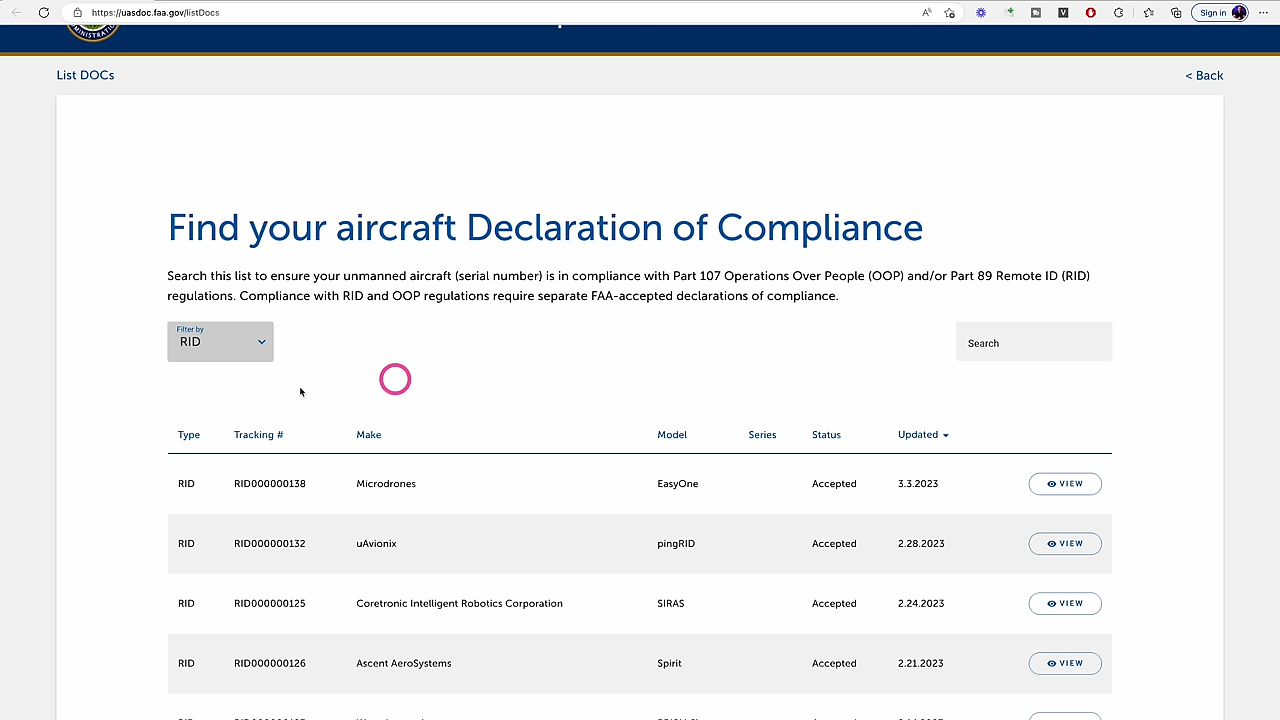 https://uasdoc.faa.gov/listDocs
Sign in
MINISTRATI
List DOCs
< Back
Find your aircraft Declaration of Compliance
Search this list to ensure your unmanned aircraft (serial number) is in compliance with Part 107 Operations Over People (OOP) and/or Part 89 Remote ID (RID)
regulations. Compliance with RID and OOP regulations require separate FAA-accepted declarations of compliance.
Filter by
RID
Search
Type Tracking # Make Model Series Status Updated
RID RID000000138 Microdrones EasyOne Accepted 3.3.2023 VIEW
RID RID000000132 uAvionix pingRID Accepted 2.28.2023 VIEW
RID RID000000125 Coretronic Intelligent Robotics Corporation SIRAS Accepted 2.24.2023 VIEW
RID RID000000126 Ascent AeroSystems Spirit Accepted 2.21.2023 VIEW